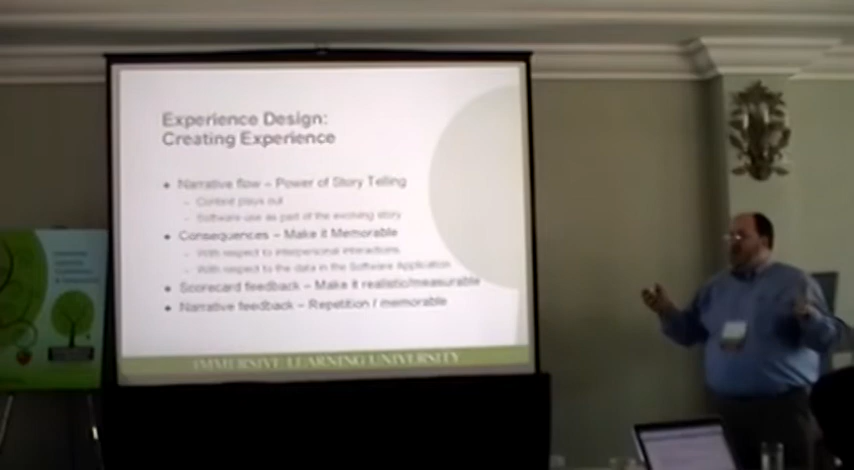 Experience Design:
Creating Experience
Narrative flow – Power of Story Telling
Context plays out
Software use as part of the evolving story
Consequences – Make it Memorable
With respect to interpersonal interactions
With respect to the data in the Software Application
Scorecard feedback – Make it realistic/measurable
Narrative feedback – Repetition / memorable
IMMERSIVE LEARNING UNIVERSITY